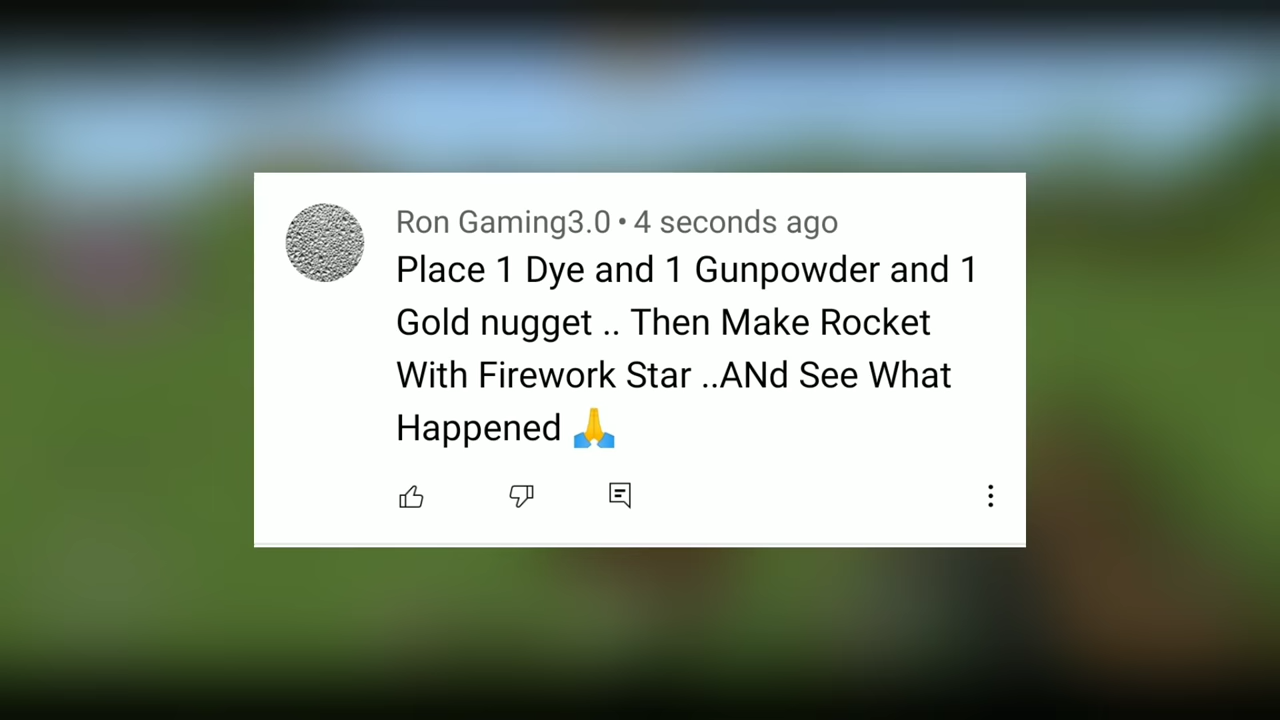 Ron Gaming3.0 • 4 seconds ago
Place 1 Dye and 1 Gunpowder and 1
Gold nugget .. Then Make Rocket
With Firework Star ..ANd See What
Happened 🙏